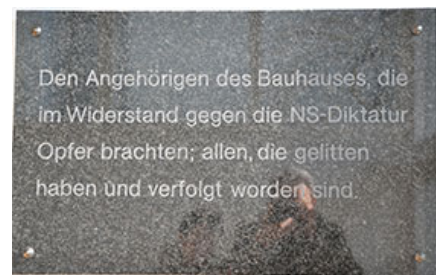 Den Angehörigen des Bauhauses, die
im Widerstand gegen die NS-Diktatur
Opfer brachten; allen, die gelitten
haben und verfolgt worden sind.